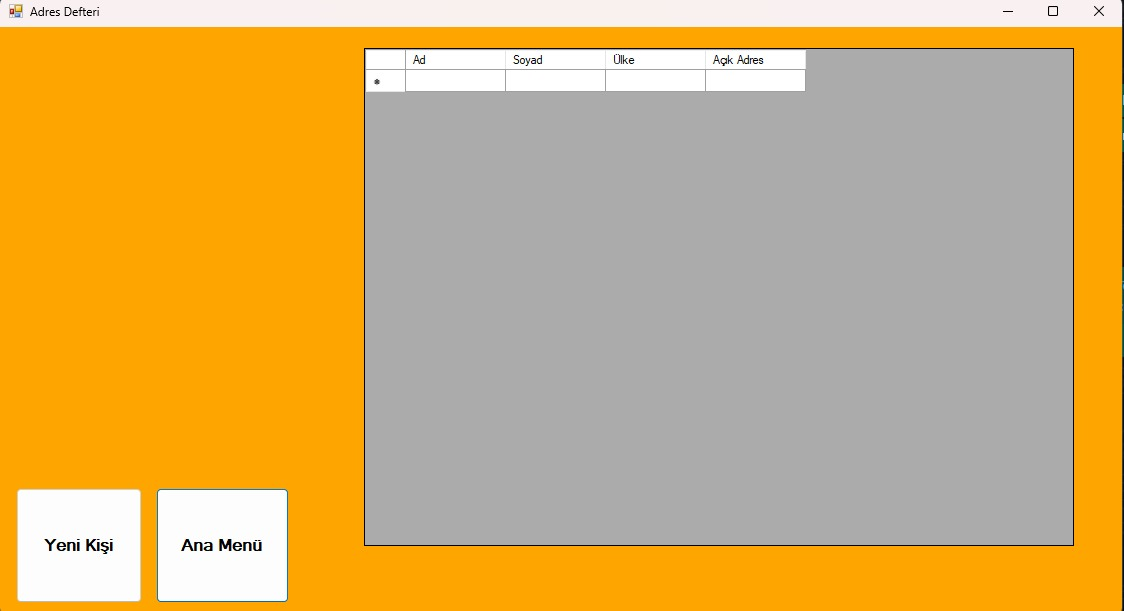 Adres Defteri
Ad Soyad Ülke Açık Adres
Yeni Kişi
Ana Menü